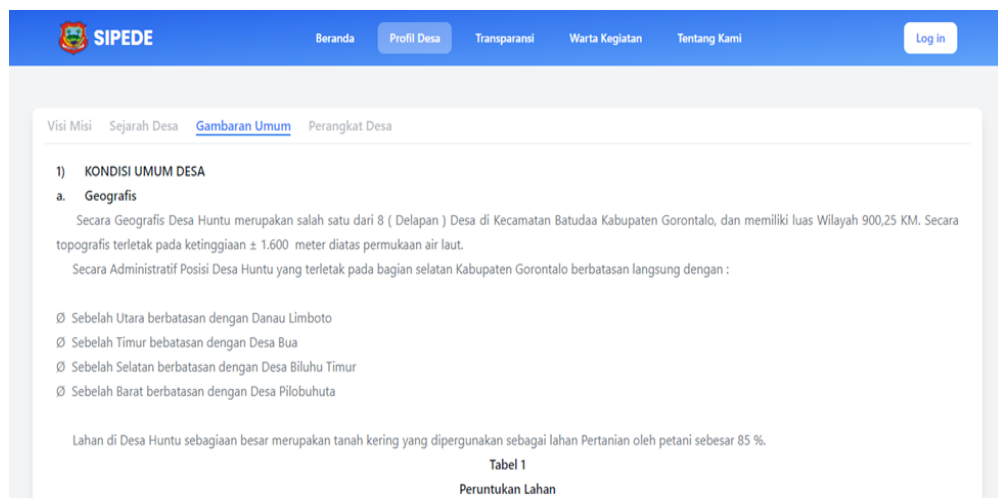 SIPEDE Beranda Profil Desa Transparansi Warta Kegiatan Tentang Kami Log in
Visi Misi Sejarah Desa Gambaran Umum Perangkat Desa
1) KONDISI UMUM DESA
a. Geografis
Secara Geografis Desa Huntu merupakan salah satu dari 8 ( Delapan ) Desa di Kecamatan Batudaa Kabupaten Gorontalo, dan memiliki luas Wilayah 900,25 KM. Secara
topografis terletak pada ketinggiaan ± 1.600 meter diatas permukaan air laut.
Secara Administratif Posisi Desa Huntu yang terletak pada bagian selatan Kabupaten Gorontalo berbatasan langsung dengan :
Ø Sebelah Utara berbatasan dengan Danau Limboto
Ø Sebelah Timur bebatasan dengan Desa Bua
Ø Sebelah Selatan berbatasan dengan Desa Biluhu Timur
Ø Sebelah Barat berbatasan dengan Desa Pilobuhuta
Lahan di Desa Huntu sebagiaan besar merupakan tanah kering yang dipergunakan sebagai lahan Pertanian oleh petani sebesar 85 %.
Tabel 1
Peruntukan Lahan